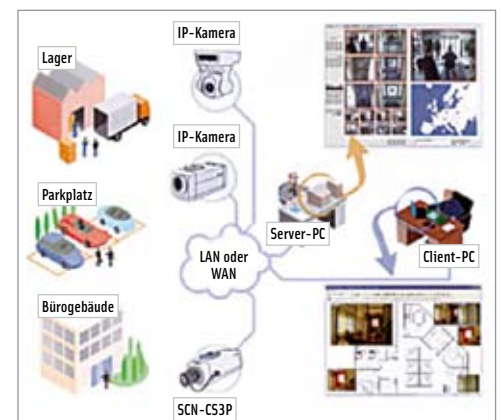 IP-Kamera
Lager
IP-Kamera
Parkplatz
Server-PC
Client-PC
LAN oder
WAN
Bürogebäude
SCN-CS3P